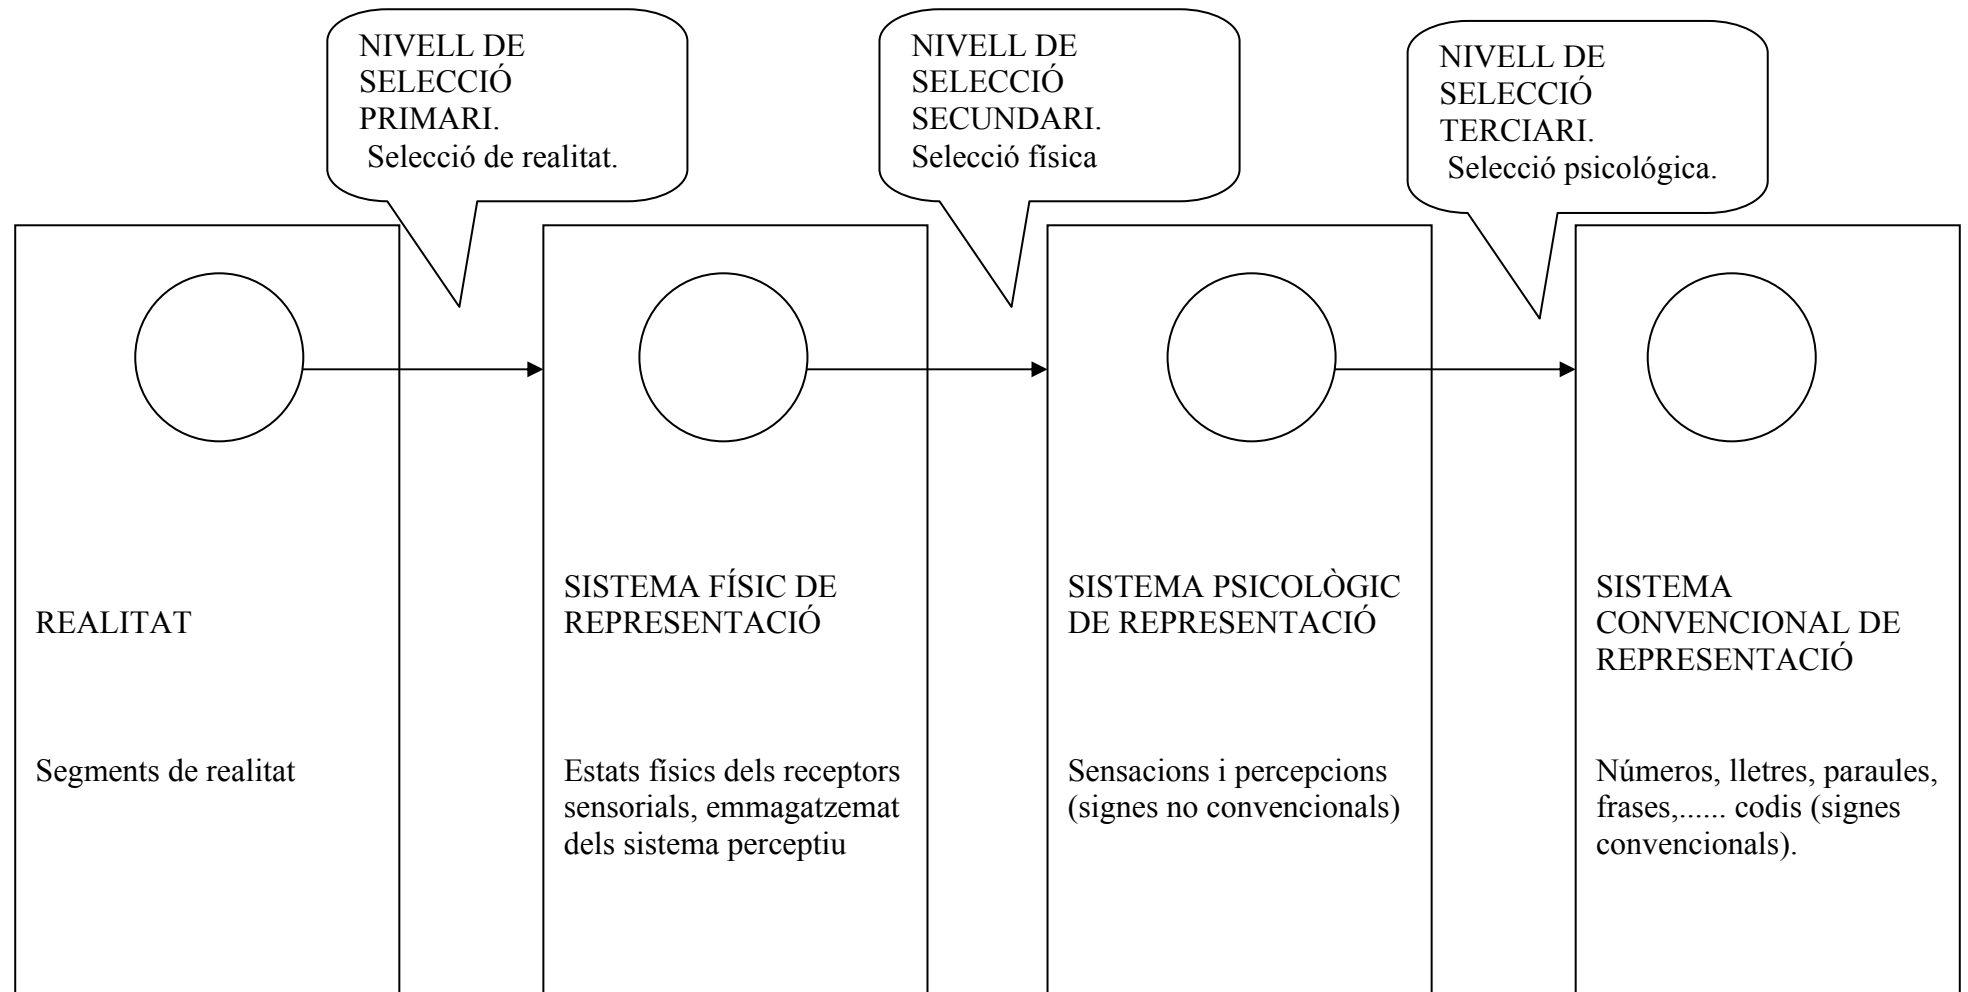 NIVELL DE
SELECCIÓ
PRIMARI.
Selecció de realitat.
NIVELL DE
SELECCIÓ
SECUNDARI.
Selecció física
NIVELL DE
SELECCIÓ
TERCIARI.
Selecció psicológica.
REALITAT
Segments de realitat
SISTEMA FÍSIC DE
REPRESENTACIÓ
Estats físics dels receptors
sensorials, emmagatzemat
dels sistema perceptiu
SISTEMA PSICOLÒGIC
DE REPRESENTACIÓ
Sensacions i percepcions
(signes no convencionals)
SISTEMA
CONVENCIONAL DE
REPRESENTACIÓ
Números, lletres, paraules,
frases,...... codis (signes
convencionals).